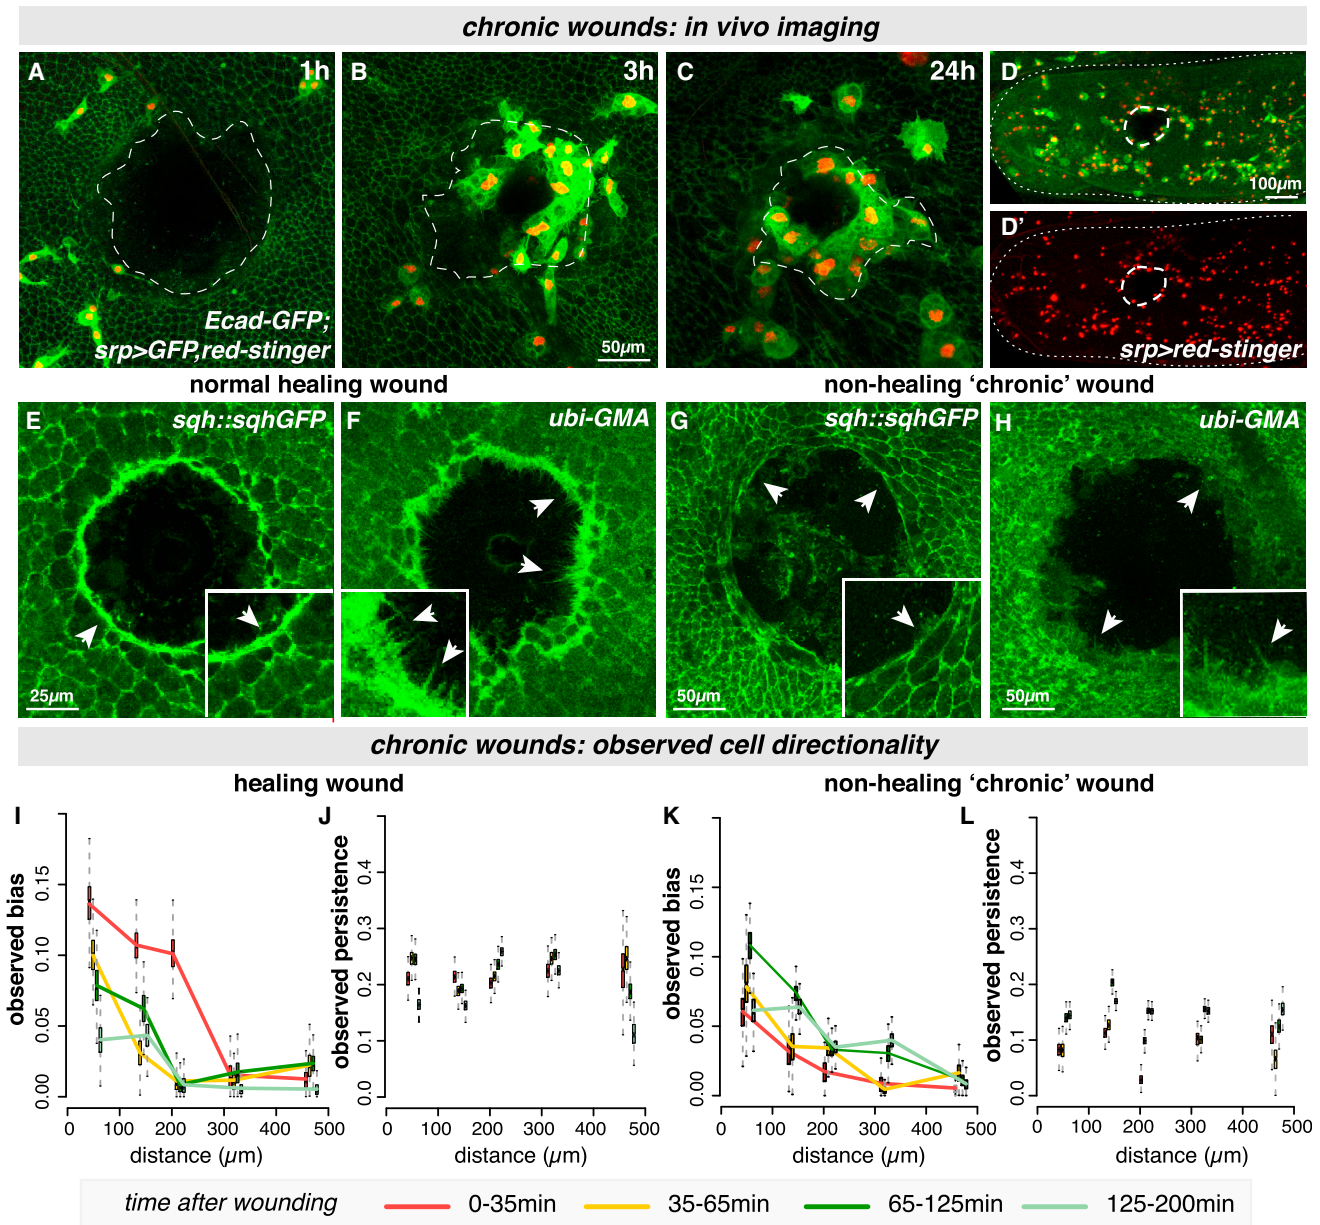 chronic wounds: in vivo imaging
A 1h
Ecad-GFP;
srp>GFP,red-stinger
B 3h
50µm
C 24h
D
100µm
D'
srp>red-stinger
normal healing wound
non-healing ‘chronic’ wound
E sqh::sqhGFP
25µm
F ubi-GMA
G sqh::sqhGFP
50µm
H ubi-GMA
50µm
chronic wounds: observed cell directionality
healing wound
non-healing ‘chronic’ wound
I
observed bias
0.15
0.10
0.05
0.00
0 100 200 300 400 500
distance (µm)
J
observed persistence
0.4
0.3
0.2
0.1
0.0
0 100 200 300 400 500
distance (µm)
K
observed bias
0.15
0.10
0.05
0.00
0 100 200 300 400 500
distance (µm)
L
observed persistence
0.4
0.3
0.2
0.1
0.0
0 100 200 300 400 500
distance (µm)
time after wounding 0-35min 35-65min 65-125min 125-200min